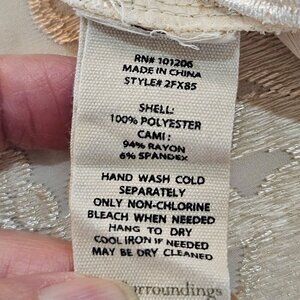 RN# 101206
MADE IN CHINA
STYLE# 2FX85
SHELL:
100% POLYESTER
CAMI:
94% RAYON
6% SPANDEX
HAND WASH COLD
SEPARATELY
ONLY NON-CHLORINE
BLEACH WHEN NEEDED
HANG TO DRY
COOL IRON IF NEEDED
MAY BE DRY CLEANED